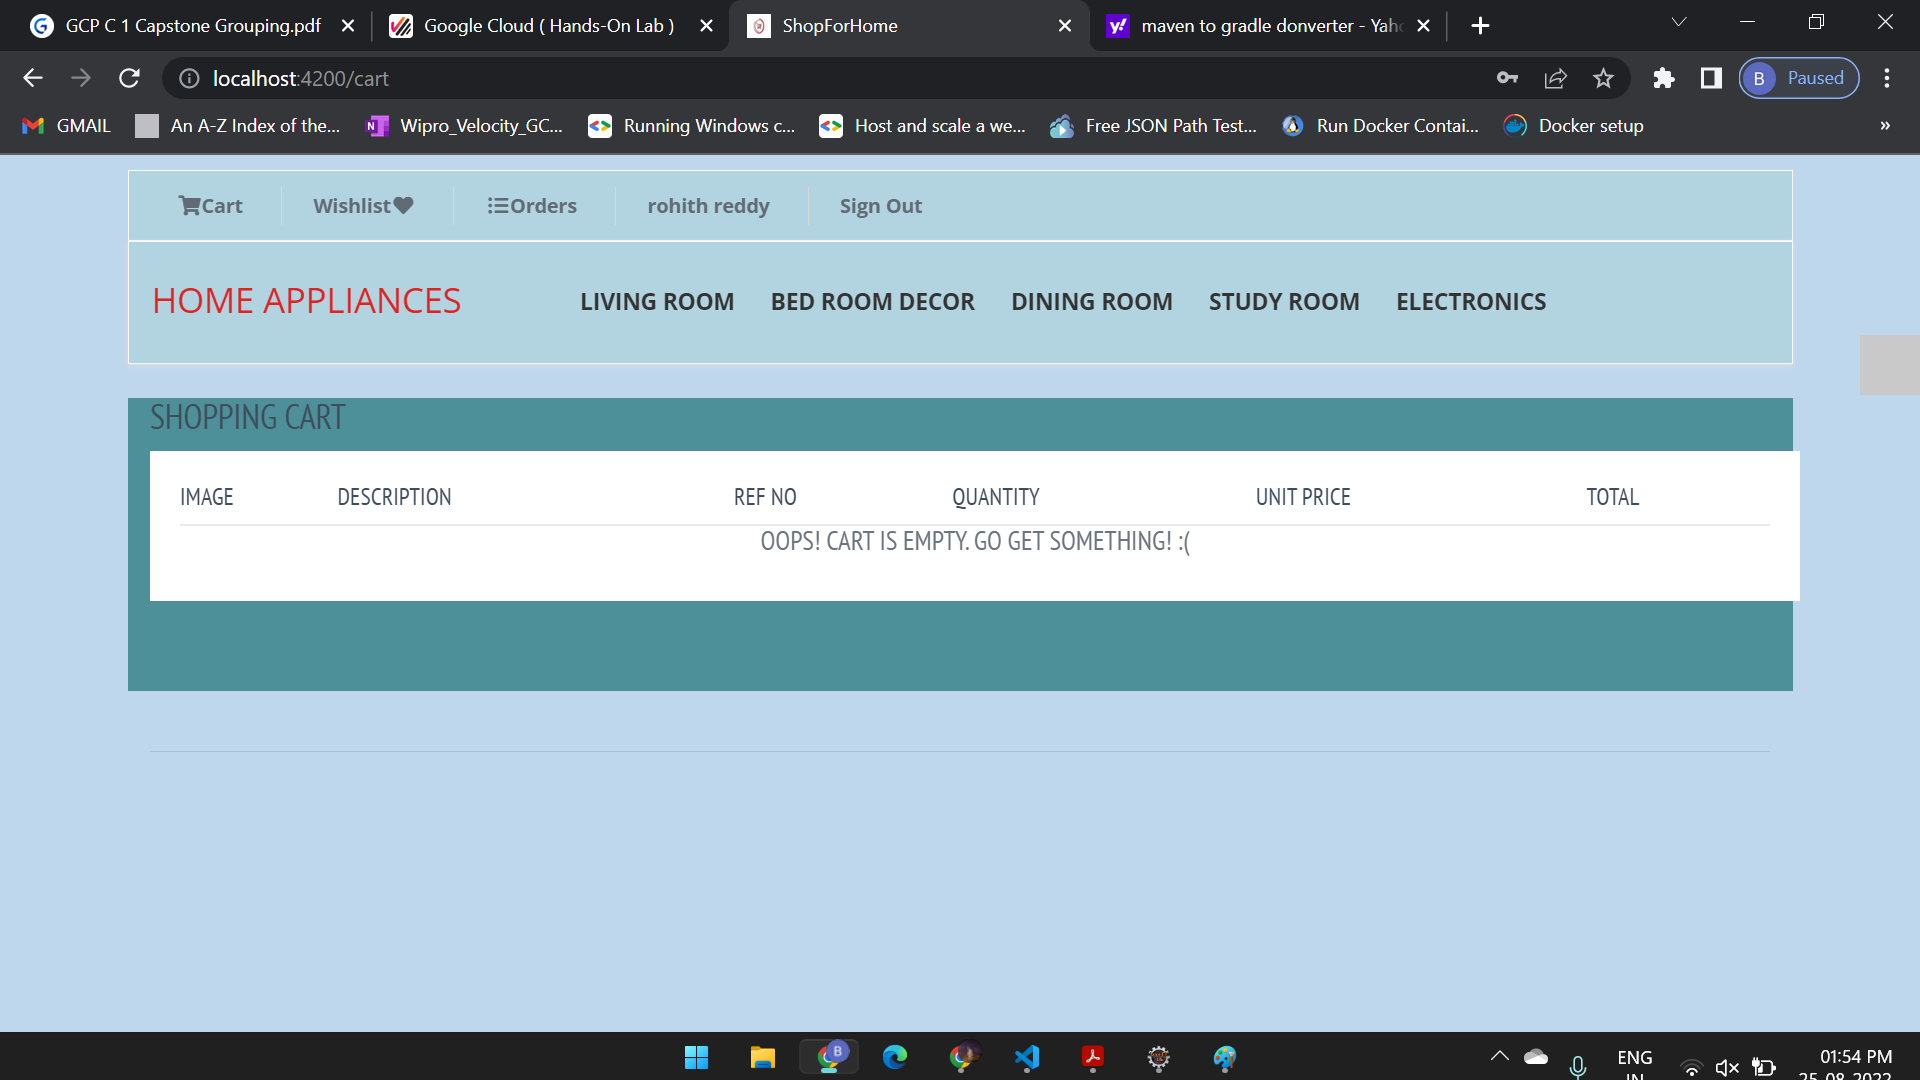 GCP C 1 Capstone Grouping.pdf
Google Cloud ( Hands-On Lab )
ShopForHome
maven to gradle donverter - Yah
localhost:4200/cart
B Paused
GMAIL
An A-Z Index of the...
Wipro_Velocity_GC...
Running Windows c...
Host and scale a we...
Free JSON Path Test...
Run Docker Contai...
Docker setup
»
Cart
Wishlist
Orders
rohith reddy
Sign Out
HOME APPLIANCES
LIVING ROOM
BED ROOM DECOR
DINING ROOM
STUDY ROOM
ELECTRONICS
SHOPPING CART
IMAGE DESCRIPTION REF NO QUANTITY UNIT PRICE TOTAL
OOPS! CART IS EMPTY. GO GET SOMETHING! :(
ENG
IN
01:54 PM
25-08-2022